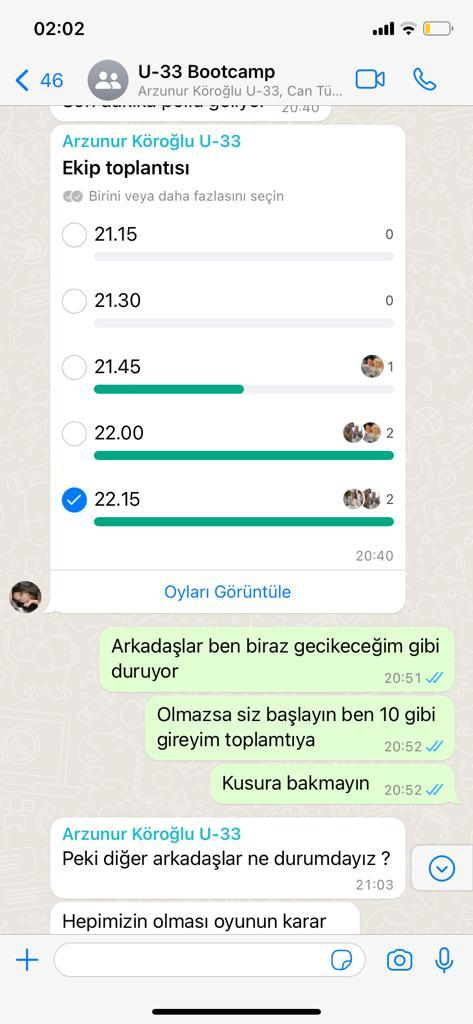 02:02
46
U-33 Bootcamp
Arzunur Köroğlu U-33, Can Tü...
20:40
Arzunur Köroğlu U-33
Ekip toplantısı
Birini veya daha fazlasını seçin
21.15 0
21.30 0
21.45 1
22.00 2
22.15 2
20:40
Oyları Görüntüle
Arkadaşlar ben biraz gecikeceğim gibi
duruyor
20:51
Olmazsa siz başlayın ben 10 gibi
gireyim toplamtıya
20:52
Kusura bakmayın 20:52
Arzunur Köroğlu U-33
Peki diğer arkadaşlar ne durumdayız ?
21:03
Hepimizin olması oyunun karar